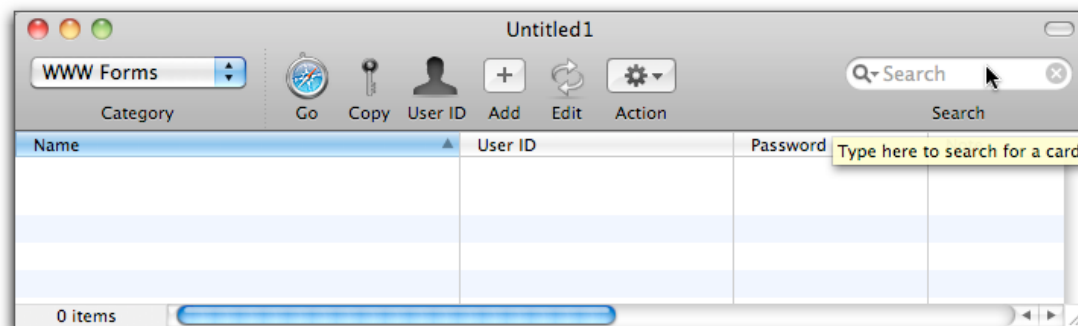 Untitled1
WWW Forms
Search
Category
Go
Copy
User ID
Add
Edit
Action
Search
Name
User ID
Password
Type here to search for a card
0 items